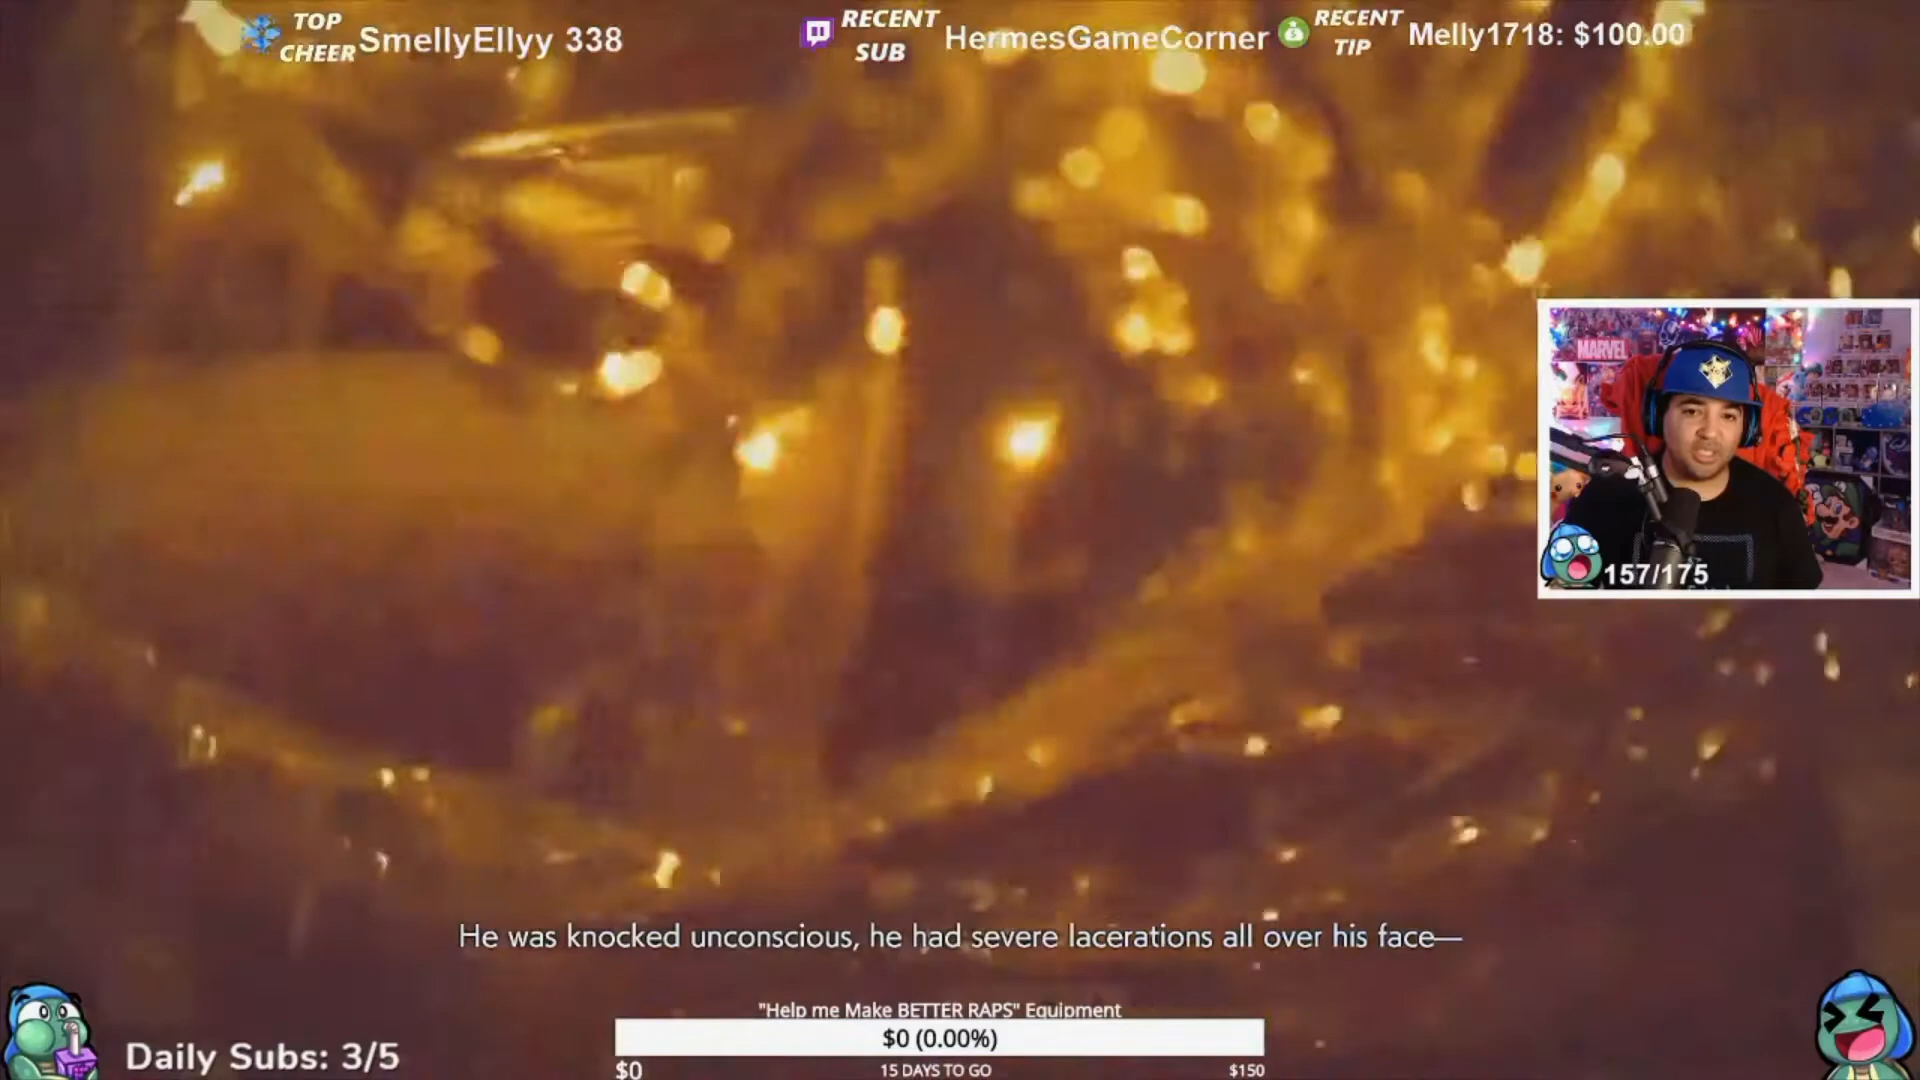 TOP
CHEER
SmellyEllyy 338
RECENT
SUB
HermesGameCorner
RECENT
TIP
Melly1718: $100.00
MARVEL
157/175
He was knocked unconscious, he had severe lacerations all over his face—
"Help me Make BETTER RAPS" Equipment
$0 (0.00%)
Daily Subs: 3/5
$0
15 DAYS TO GO
$150